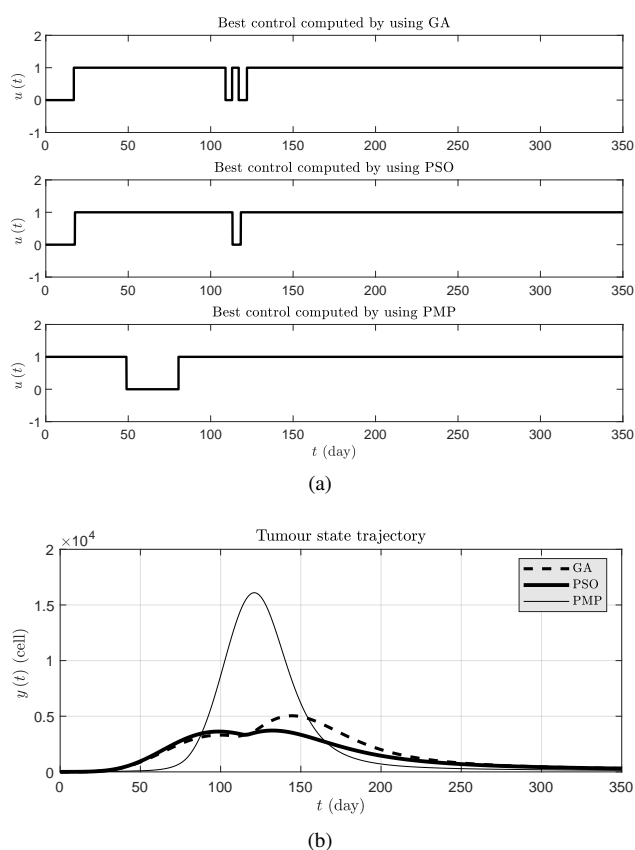 Best control computed by using GA
2
1
0
-1
u(t)
0 50 100 150 200 250 300 350
Best control computed by using PSO
2
1
0
-1
u(t)
0 50 100 150 200 250 300 350
Best control computed by using PMP
2
1
0
-1
u(t)
0 50 100 150 200 250 300 350
t (day)
(a)
Tumour state trajectory
×10⁴
2
1.5
1
0.5
0
y(t) (cell)
GA
PSO
PMP
0 50 100 150 200 250 300 350
t (day)
(b)